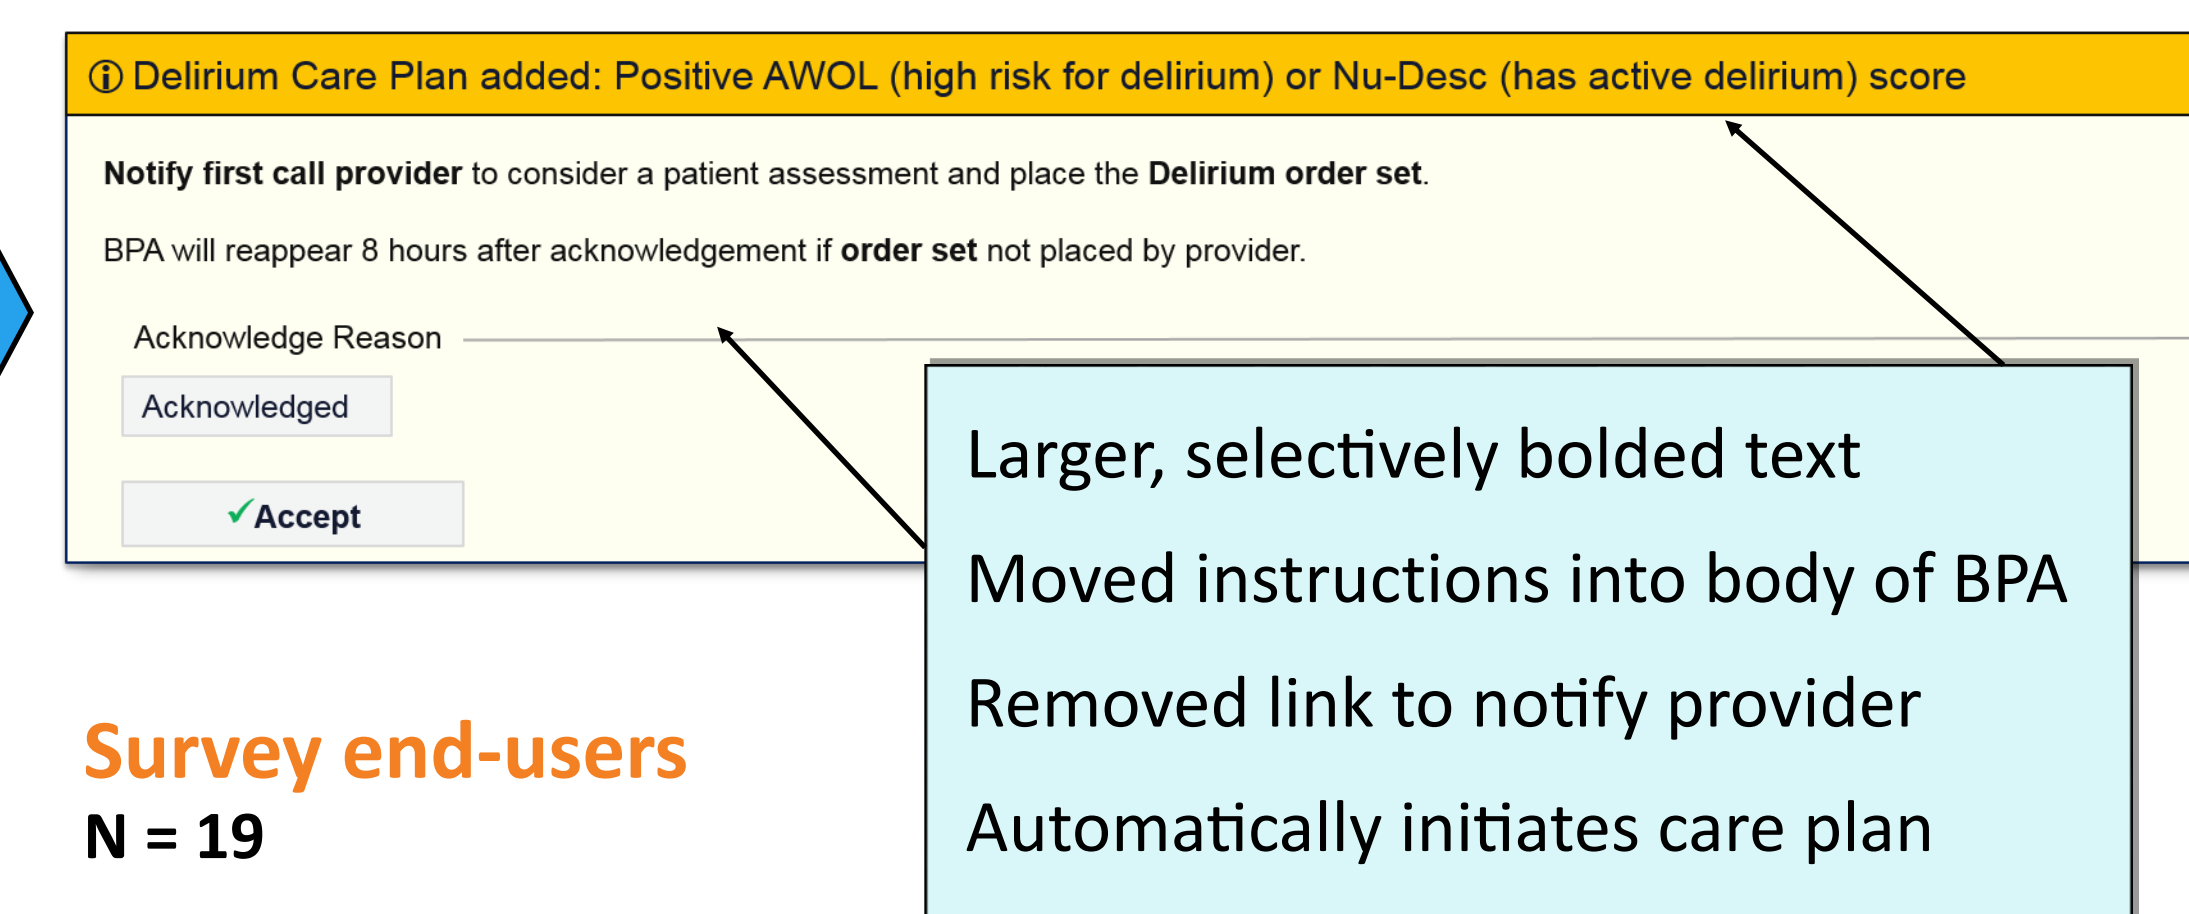 ⓘ Delirium Care Plan added: Positive AWOL (high risk for delirium) or Nu-Desc (has active delirium) score
Notify first call provider to consider a patient assessment and place the Delirium order set.
BPA will reappear 8 hours after acknowledgement if order set not placed by provider.
Acknowledge Reason
Acknowledged
✓Accept
Larger, selectively bolded text
Moved instructions into body of BPA
Removed link to notify provider
Automatically initiates care plan
Survey end-users
N = 19